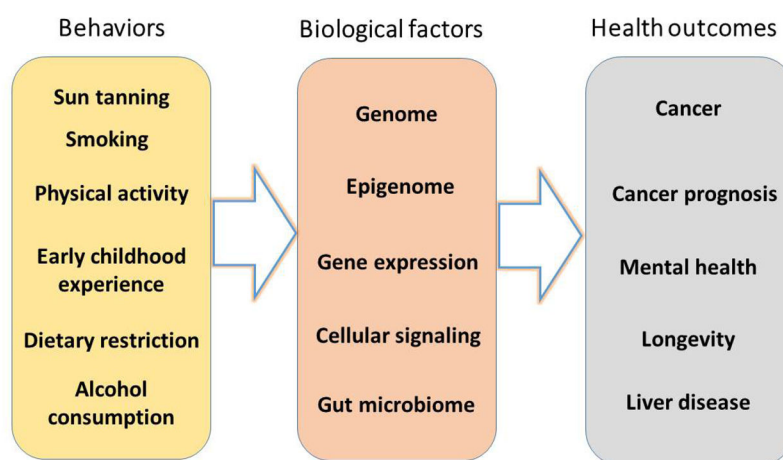 Behaviors
Sun tanning
Smoking
Physical activity
Early childhood
experience
Dietary restriction
Alcohol
consumption
Biological factors
Genome
Epigenome
Gene expression
Cellular signaling
Gut microbiome
Health outcomes
Cancer
Cancer prognosis
Mental health
Longevity
Liver disease